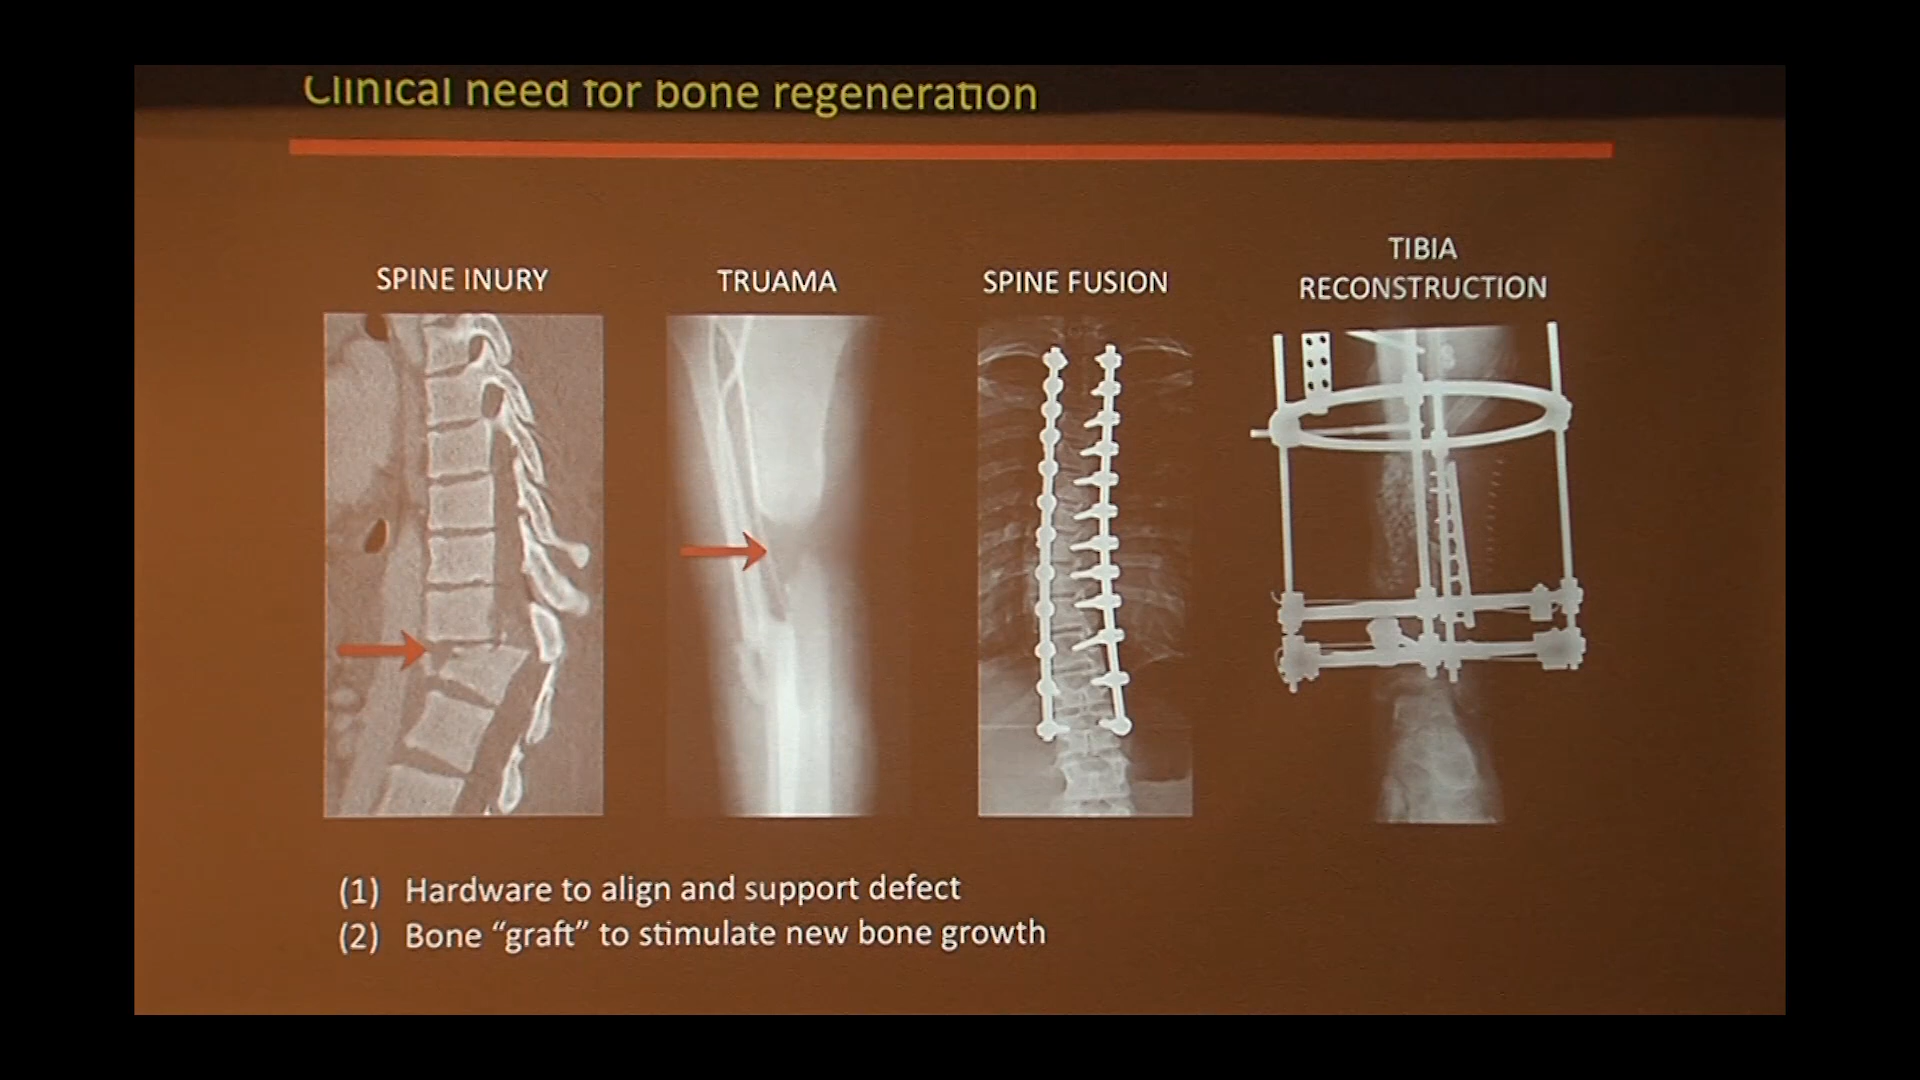 Clinical need for bone regeneration
SPINE INURY
TRUAMA
SPINE FUSION
TIBIA
RECONSTRUCTION
(1) Hardware to align and support defect
(2) Bone “graft” to stimulate new bone growth